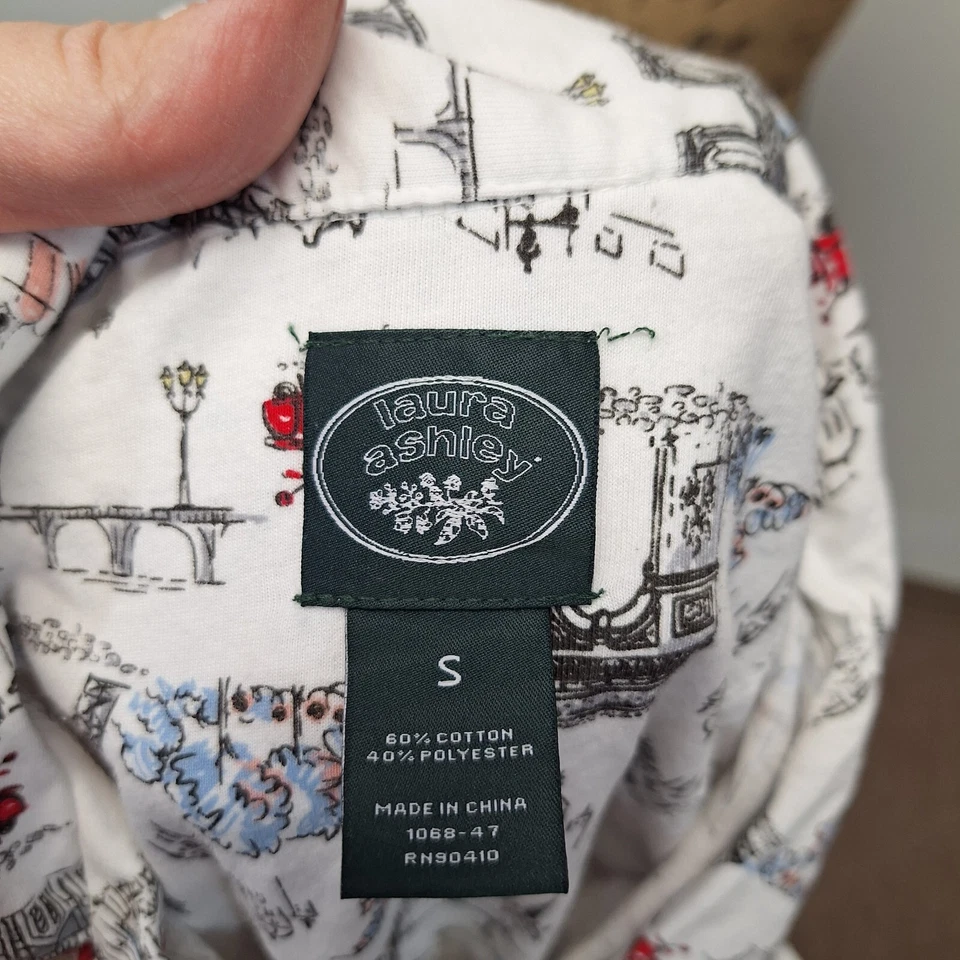 laura
ashley
S
60% COTTON
40% POLYESTER
MADE IN CHINA
1068-47
RN90410